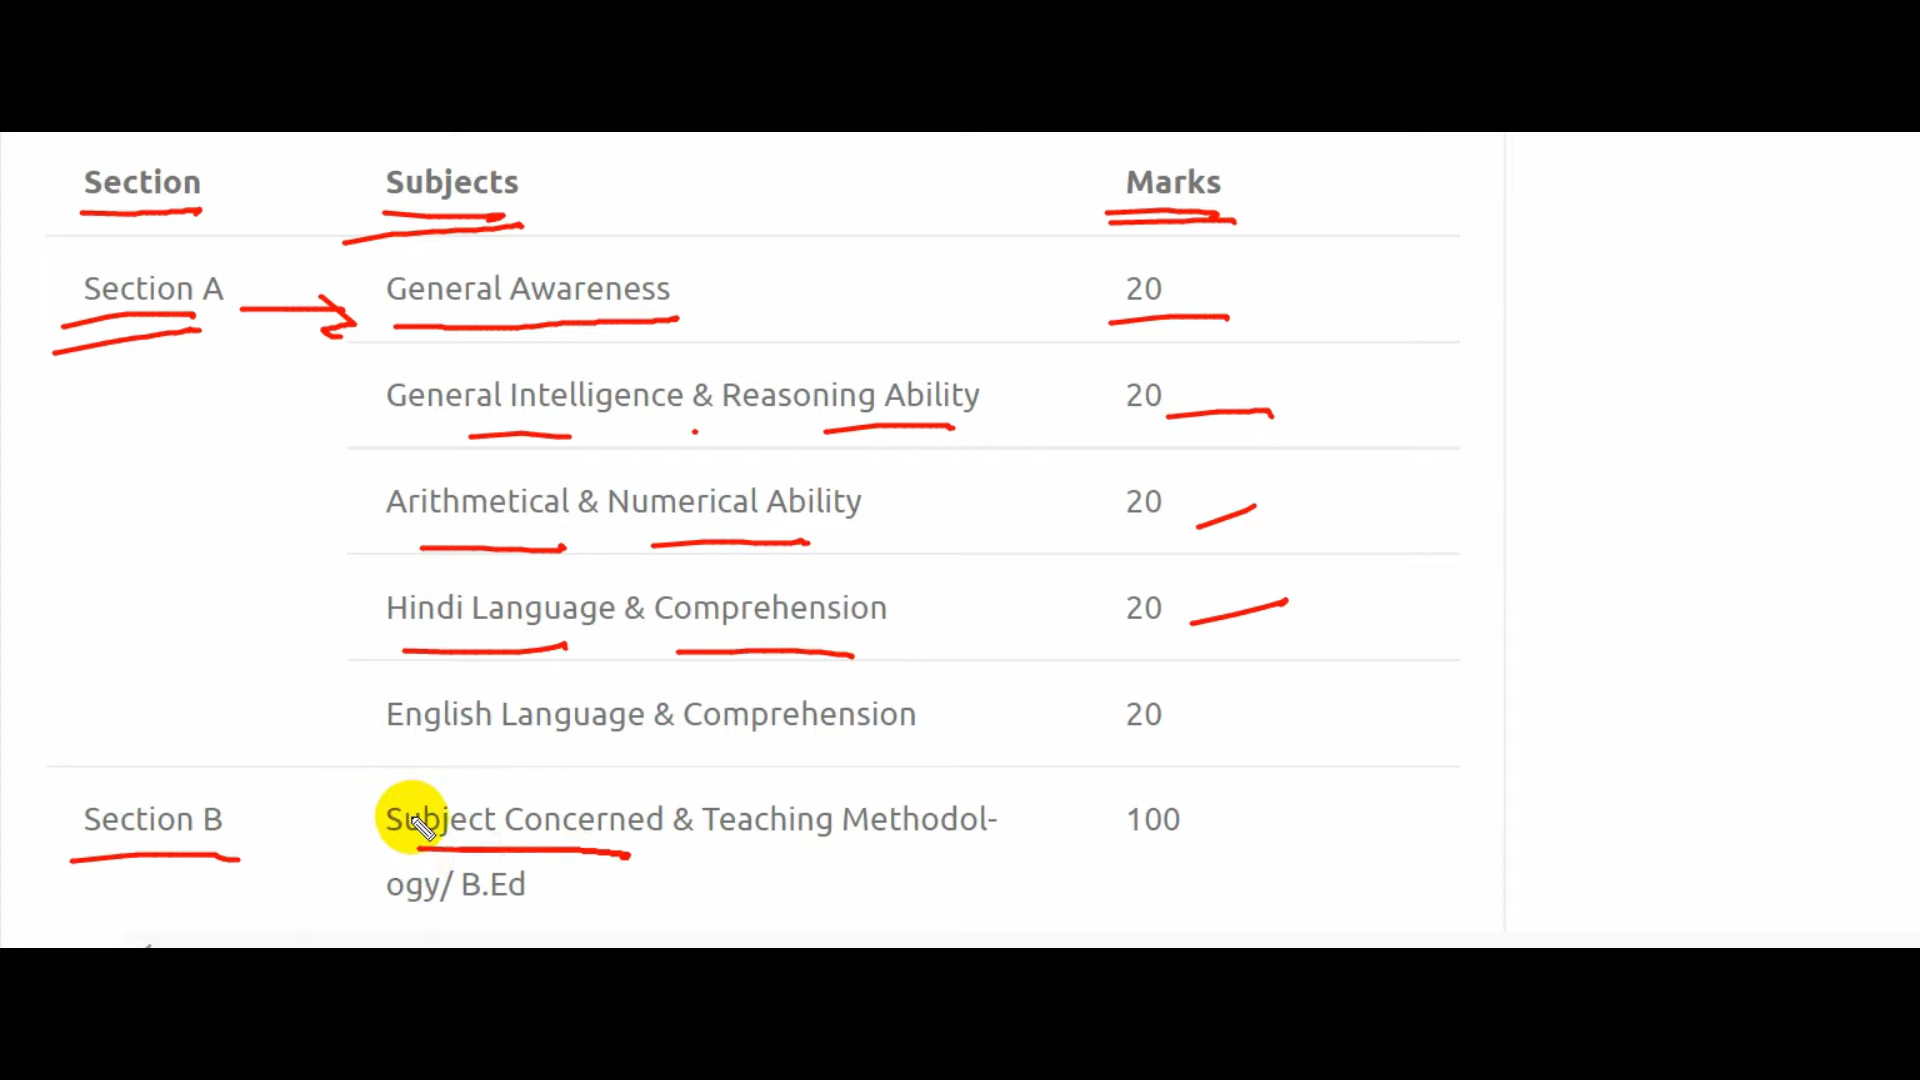 Section Subjects Marks
Section A General Awareness 20
General Intelligence & Reasoning Ability 20
Arithmetical & Numerical Ability 20
Hindi Language & Comprehension 20
English Language & Comprehension 20
Section B Subject Concerned & Teaching Methodol- 100
ogy/ B.Ed